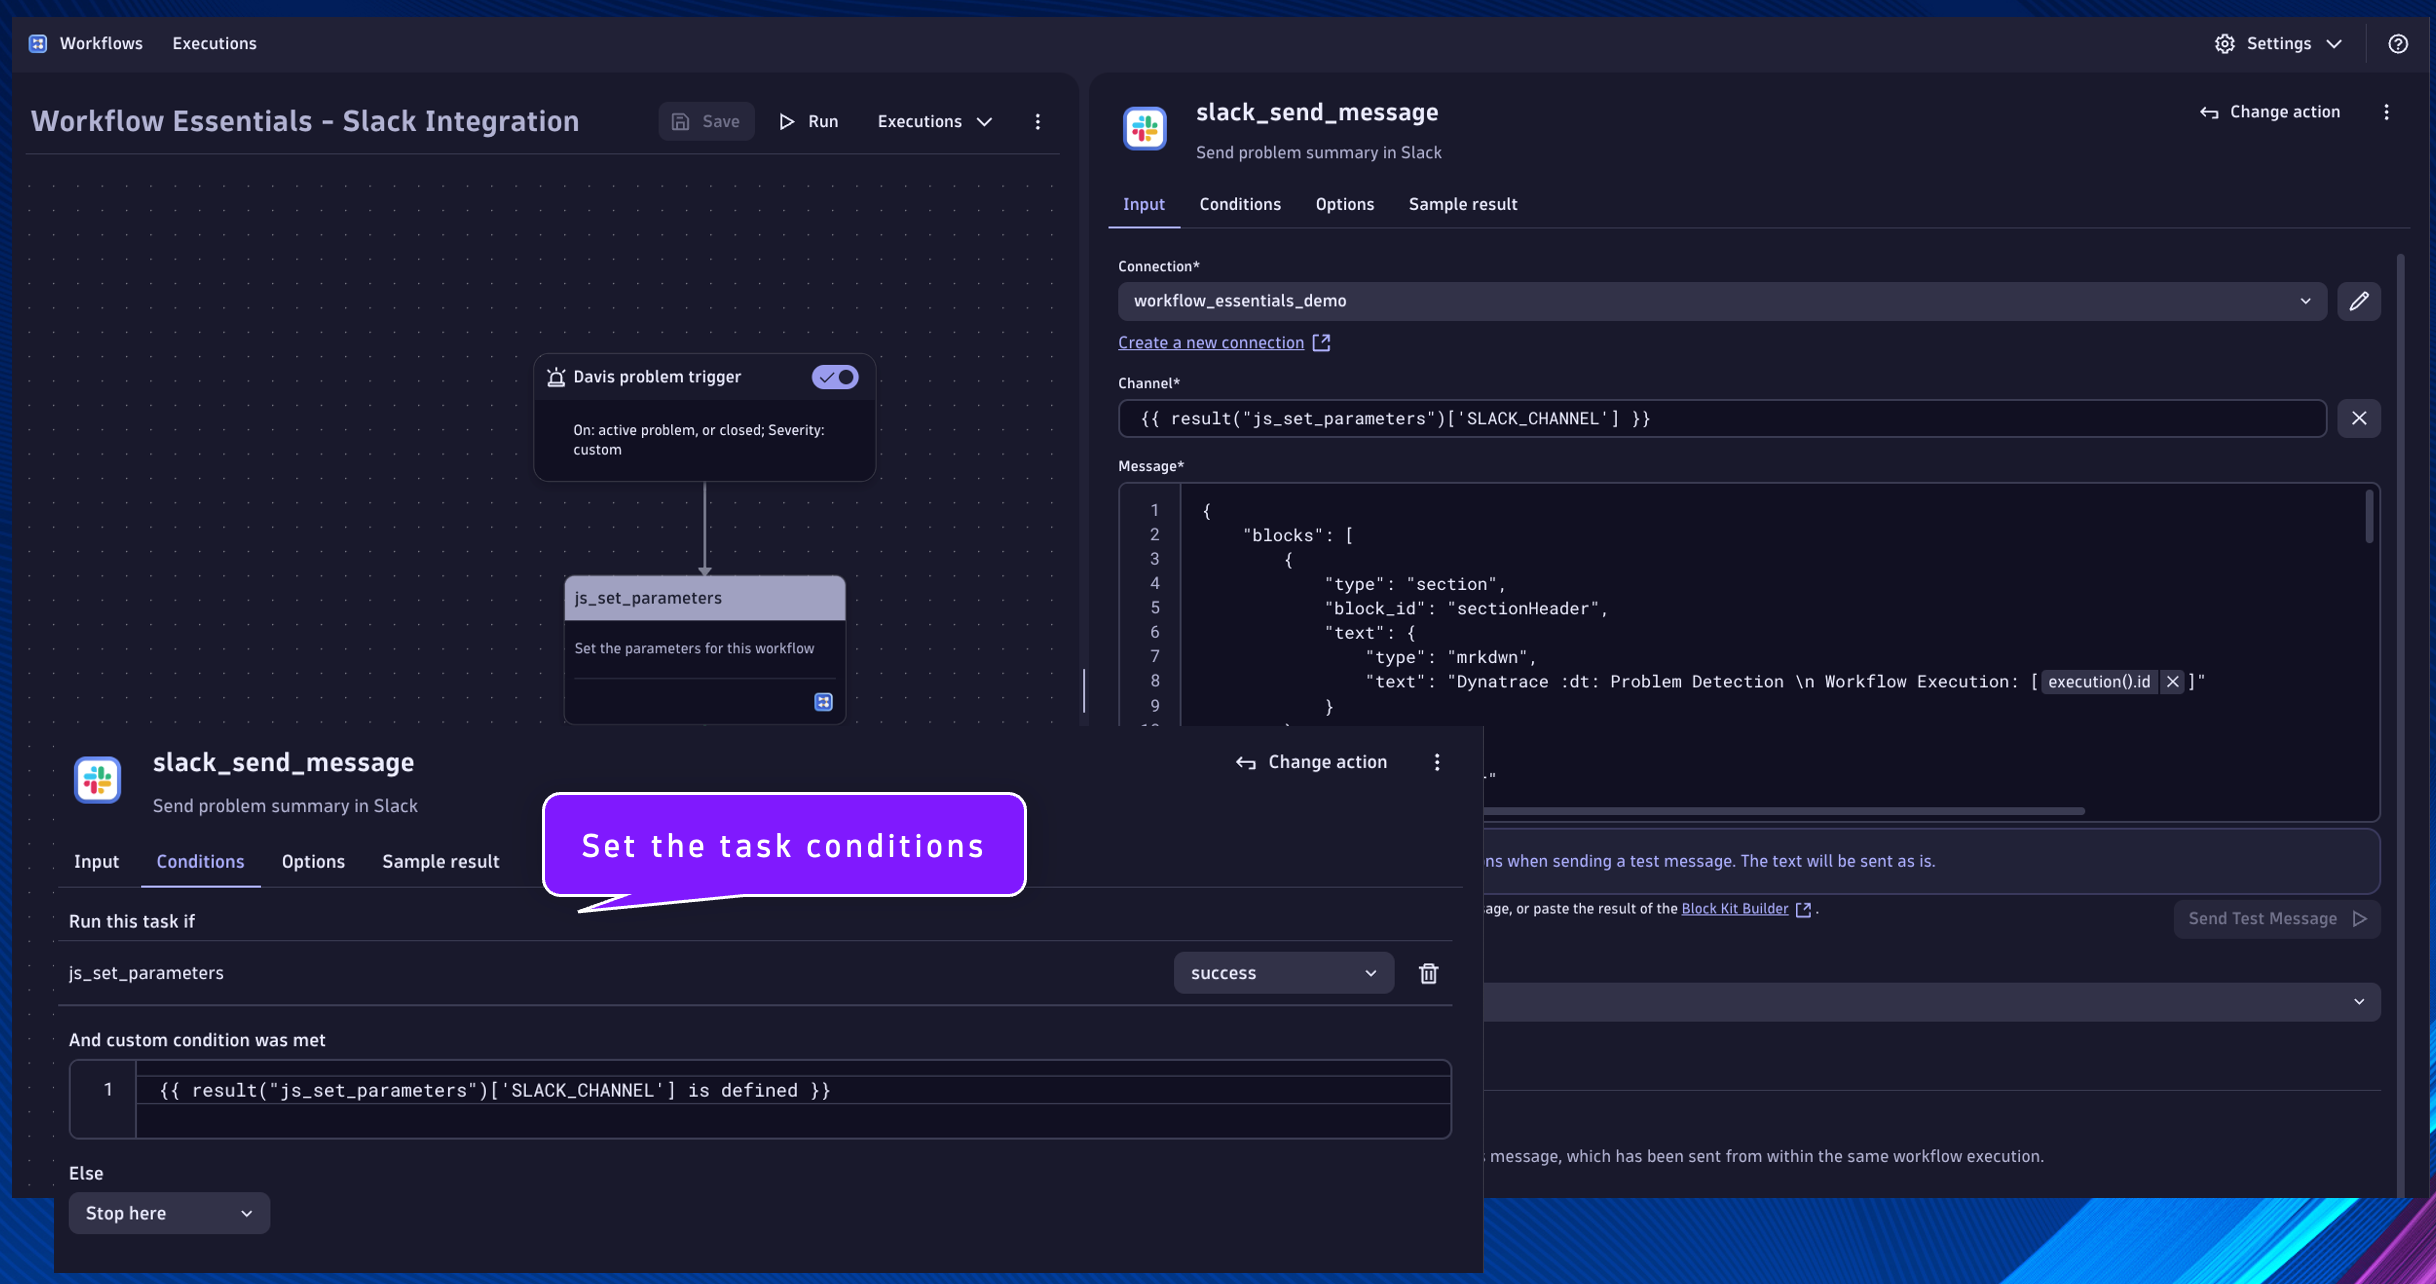 Workflows
Executions
Settings
Workflow Essentials - Slack Integration
Save
Run
Executions
Davis problem trigger
On: active problem, or closed; Severity:
custom
js_set_parameters
Set the parameters for this workflow
slack_send_message
Send problem summary in Slack
Change action
Input
Conditions
Options
Sample result
Connection*
workflow_essentials_demo
Create a new connection
Channel*
{{ result("js_set_parameters")['SLACK_CHANNEL'] }}
Message*
1 {
2 "blocks": [
3 {
4 "type": "section",
5 "block_id": "sectionHeader",
6 "text": {
7 "type": "mrkdwn",
8 "text": "Dynatrace :dt: Problem Detection \n Workflow Execution: [ execution().id ]"
9 }
when sending a test message. The text will be sent as is.
or paste the result of the Block Kit Builder .
Send Test Message
message, which has been sent from within the same workflow execution.
slack_send_message
Send problem summary in Slack
Change action
Set the task conditions
Input
Conditions
Options
Sample result
Run this task if
js_set_parameters
success
And custom condition was met
1 {{ result("js_set_parameters")['SLACK_CHANNEL'] is defined }}
Else
Stop here